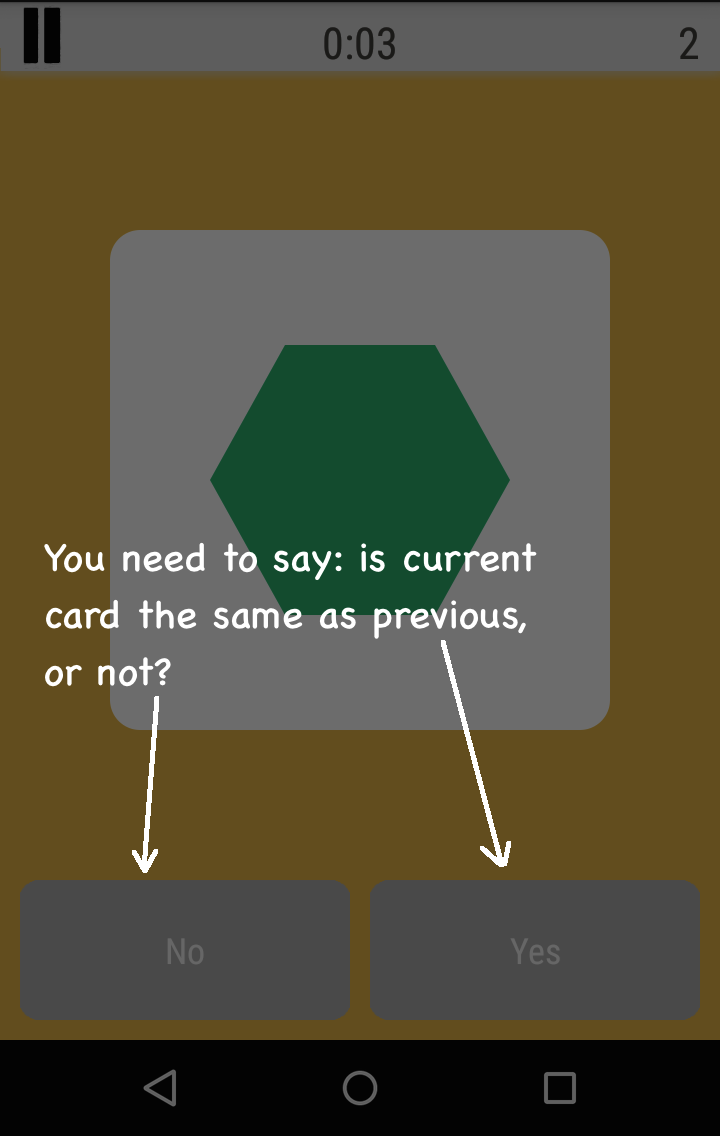 0:03 2
You need to say: is current
card the same as previous,
or not?
No Yes